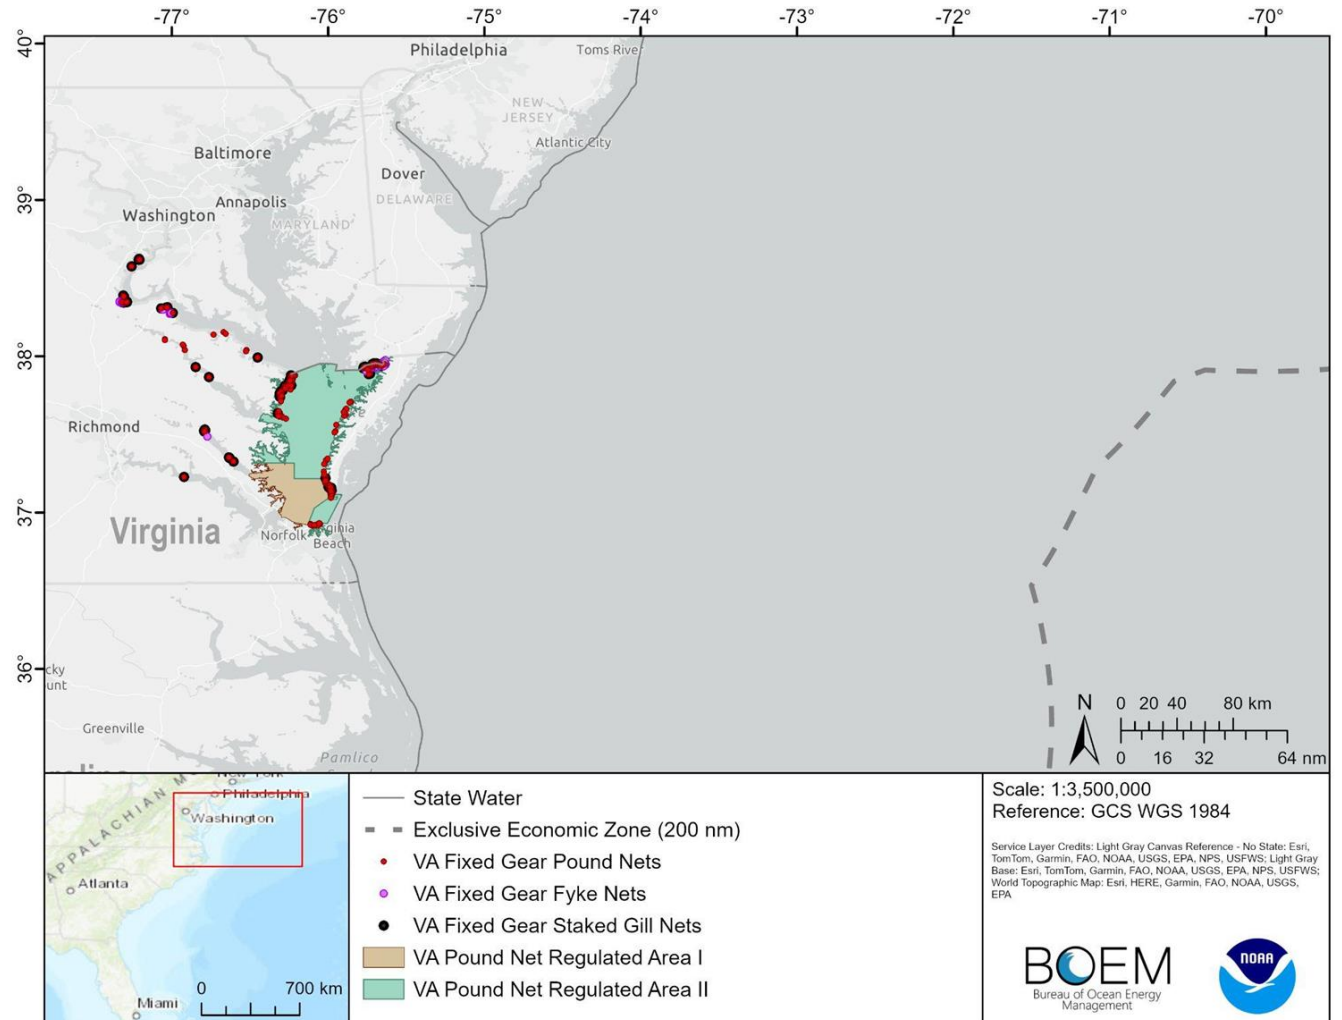 -77° -76° -75° -74° -73° -72° -71° -70°
40°
39°
38°
37°
36°
Philadelphia
Toms River
NEW
JERSEY
Atlantic City
Baltimore
Dover
Annapolis
DELAWARE
Washington
MARYLAND
Richmond
Virginia
Norfolk
ginia
Beach
cky
unt
Greenville
Pamlico
N
0 20 40 80 km
0 16 32 64 nm
APPALACHIAN M
New York
Philadelphia
Washington
Atlanta
Miami
0 700 km
State Water
Exclusive Economic Zone (200 nm)
VA Fixed Gear Pound Nets
VA Fixed Gear Fyke Nets
VA Fixed Gear Staked Gill Nets
VA Pound Net Regulated Area I
VA Pound Net Regulated Area II
Scale: 1:3,500,000
Reference: GCS WGS 1984
Service Layer Credits: Light Gray Canvas Reference - No State: Esri,
TomTom, Garmin, FAO, NOAA, USGS, EPA, NPS, USFWS; Light Gray
Base: Esri, TomTom, Garmin, FAO, NOAA, USGS, EPA, NPS, USFWS;
World Topographic Map: Esri, HERE, Garmin, FAO, NOAA, USGS,
EPA
BOEM
Bureau of Ocean Energy
Management
NOAA